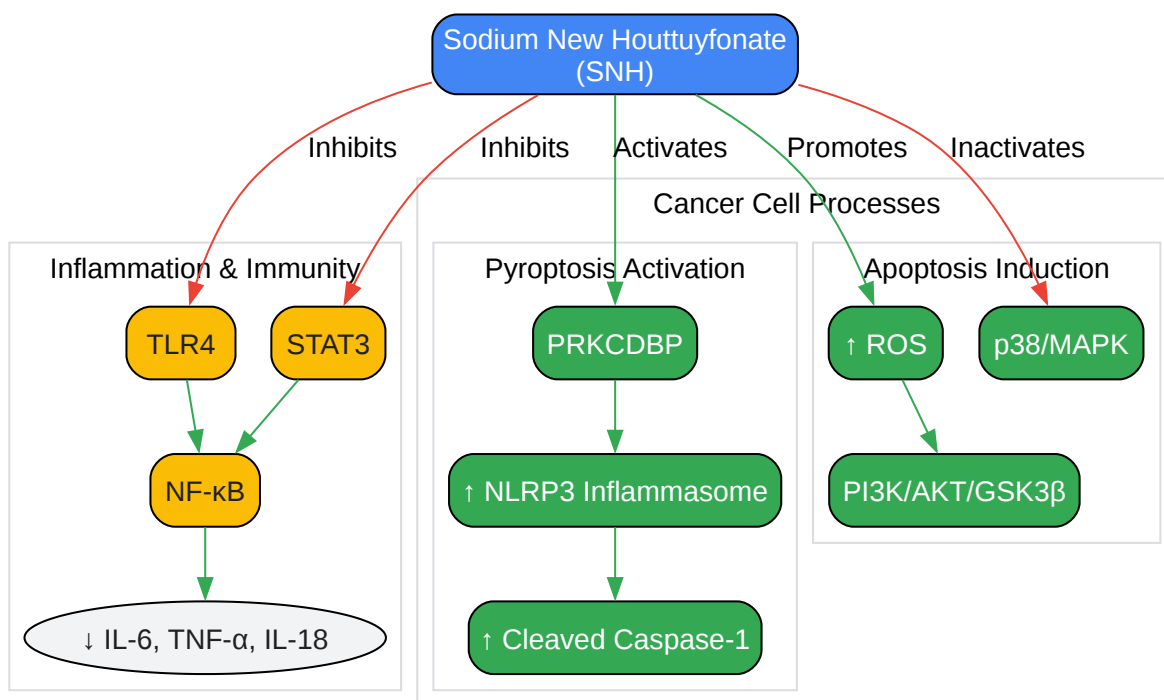 Sodium New Houttuyfonate
(SNH)
Inhibits
Inhibits
Activates
Promotes
Inactivates
Cancer Cell Processes
Inflammation & Immunity
Pyroptosis Activation
Apoptosis Induction
TLR4
STAT3
PRKCDBP
↑ ROS
p38/MAPK
NF-κB
↑ NLRP3 Inflammasome
PI3K/AKT/GSK3β
↓ IL-6, TNF-α, IL-18
↑ Cleaved Caspase-1